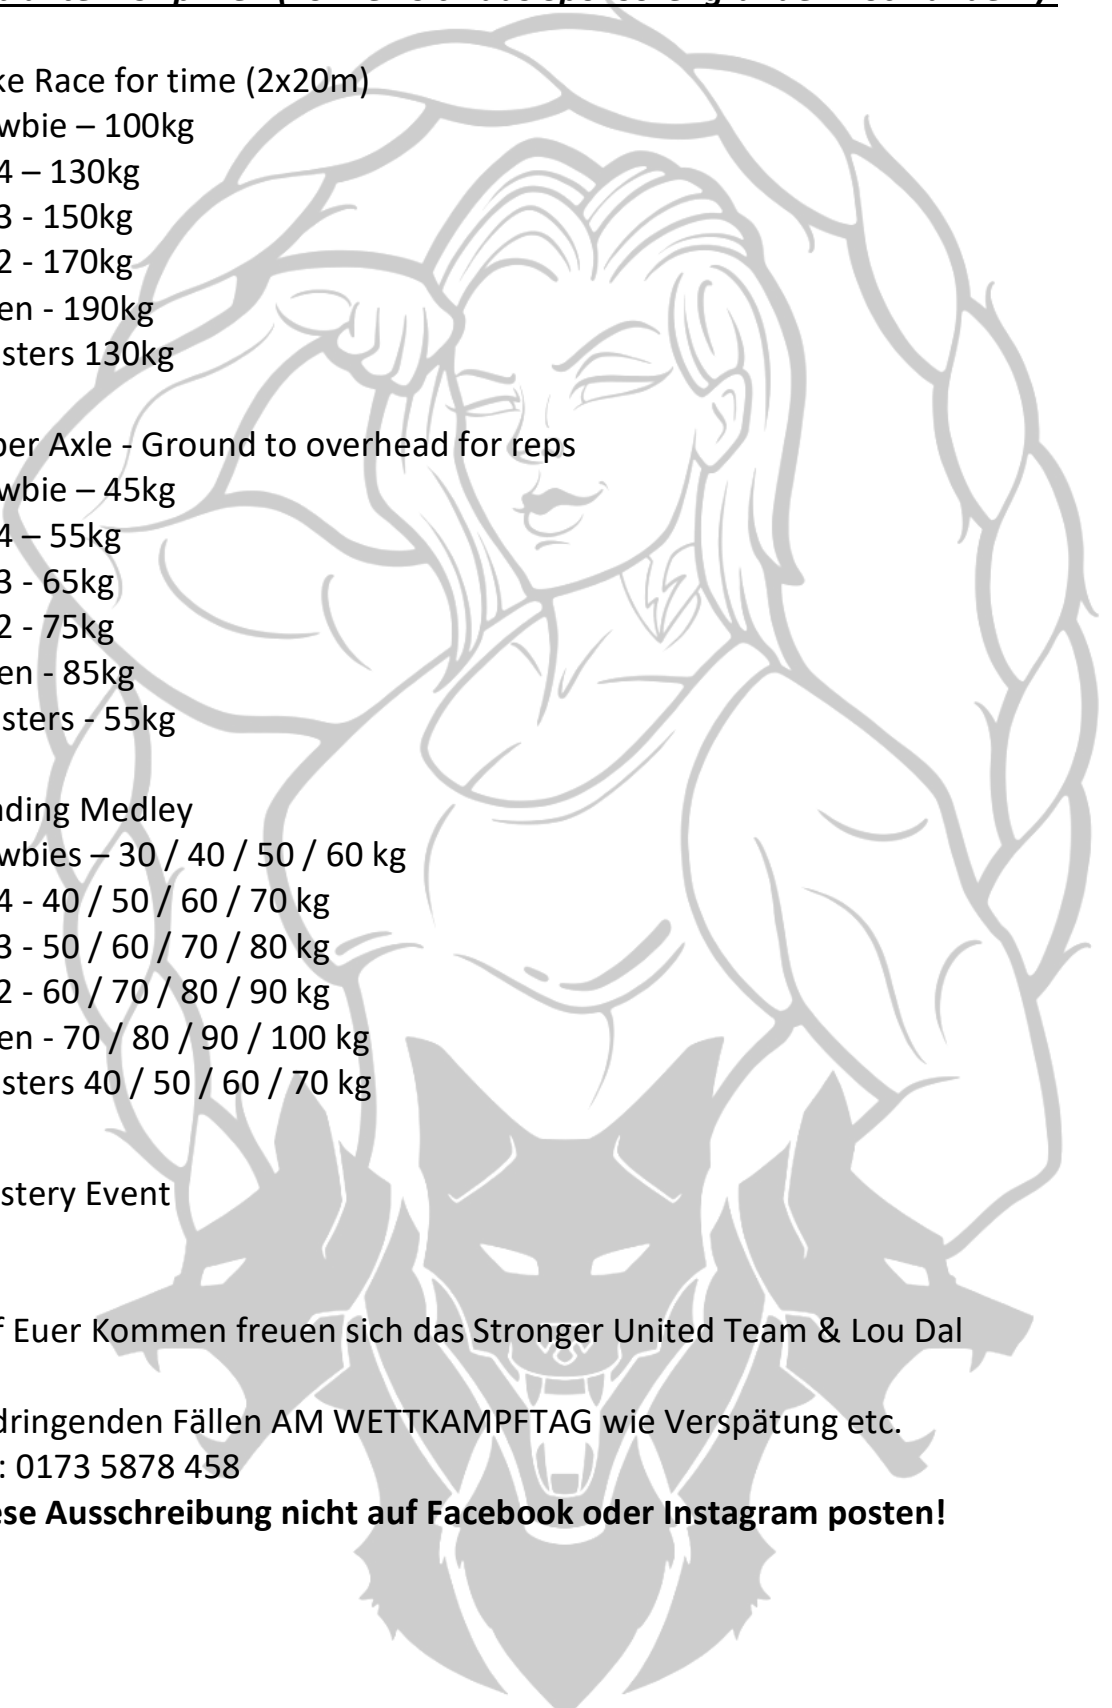 ke Race for time (2x20m)
wbie – 100kg
4 – 130kg
3 - 150kg
2 - 170kg
en - 190kg
sters 130kg
per Axle - Ground to overhead for reps
wbie – 45kg
4 – 55kg
3 - 65kg
2 - 75kg
en - 85kg
sters - 55kg
ading Medley
wbies – 30 / 40 / 50 / 60 kg
4 - 40 / 50 / 60 / 70 kg
3 - 50 / 60 / 70 / 80 kg
2 - 60 / 70 / 80 / 90 kg
en - 70 / 80 / 90 / 100 kg
sters 40 / 50 / 60 / 70 kg
stery Event
f Euer Kommen freuen sich das Stronger United Team & Lou Dal
dringenden Fällen AM WETTKAMPFTAG wie Verspätung etc.
: 0173 5878 458
ese Ausschreibung nicht auf Facebook oder Instagram posten!